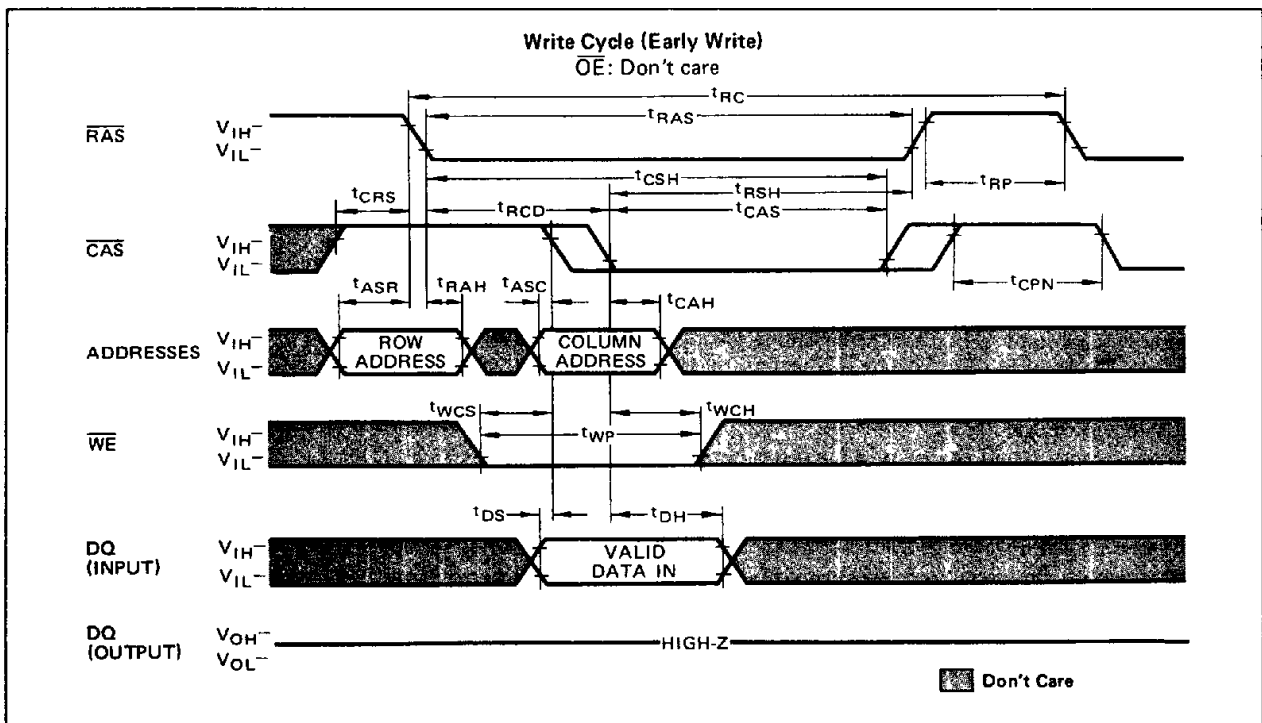 Write Cycle (Early Write)
OE: Don't care
tRC
RAS
VIH–
VIL–
tRAS
tCSH
tRSH
tRP
tCRS
tRCD
tCAS
CAS
VIH–
VIL–
tASR
tRAH
tASC
tCAH
tCPN
ADDRESSES
VIH–
VIL–
ROW
ADDRESS
COLUMN
ADDRESS
tWCS
tWCH
tWP
WE
VIH–
VIL–
tDS
tDH
DQ
(INPUT)
VIH–
VIL–
VALID
DATA IN
DQ
(OUTPUT)
VOH–
VOL–
HIGH-Z
Don't Care